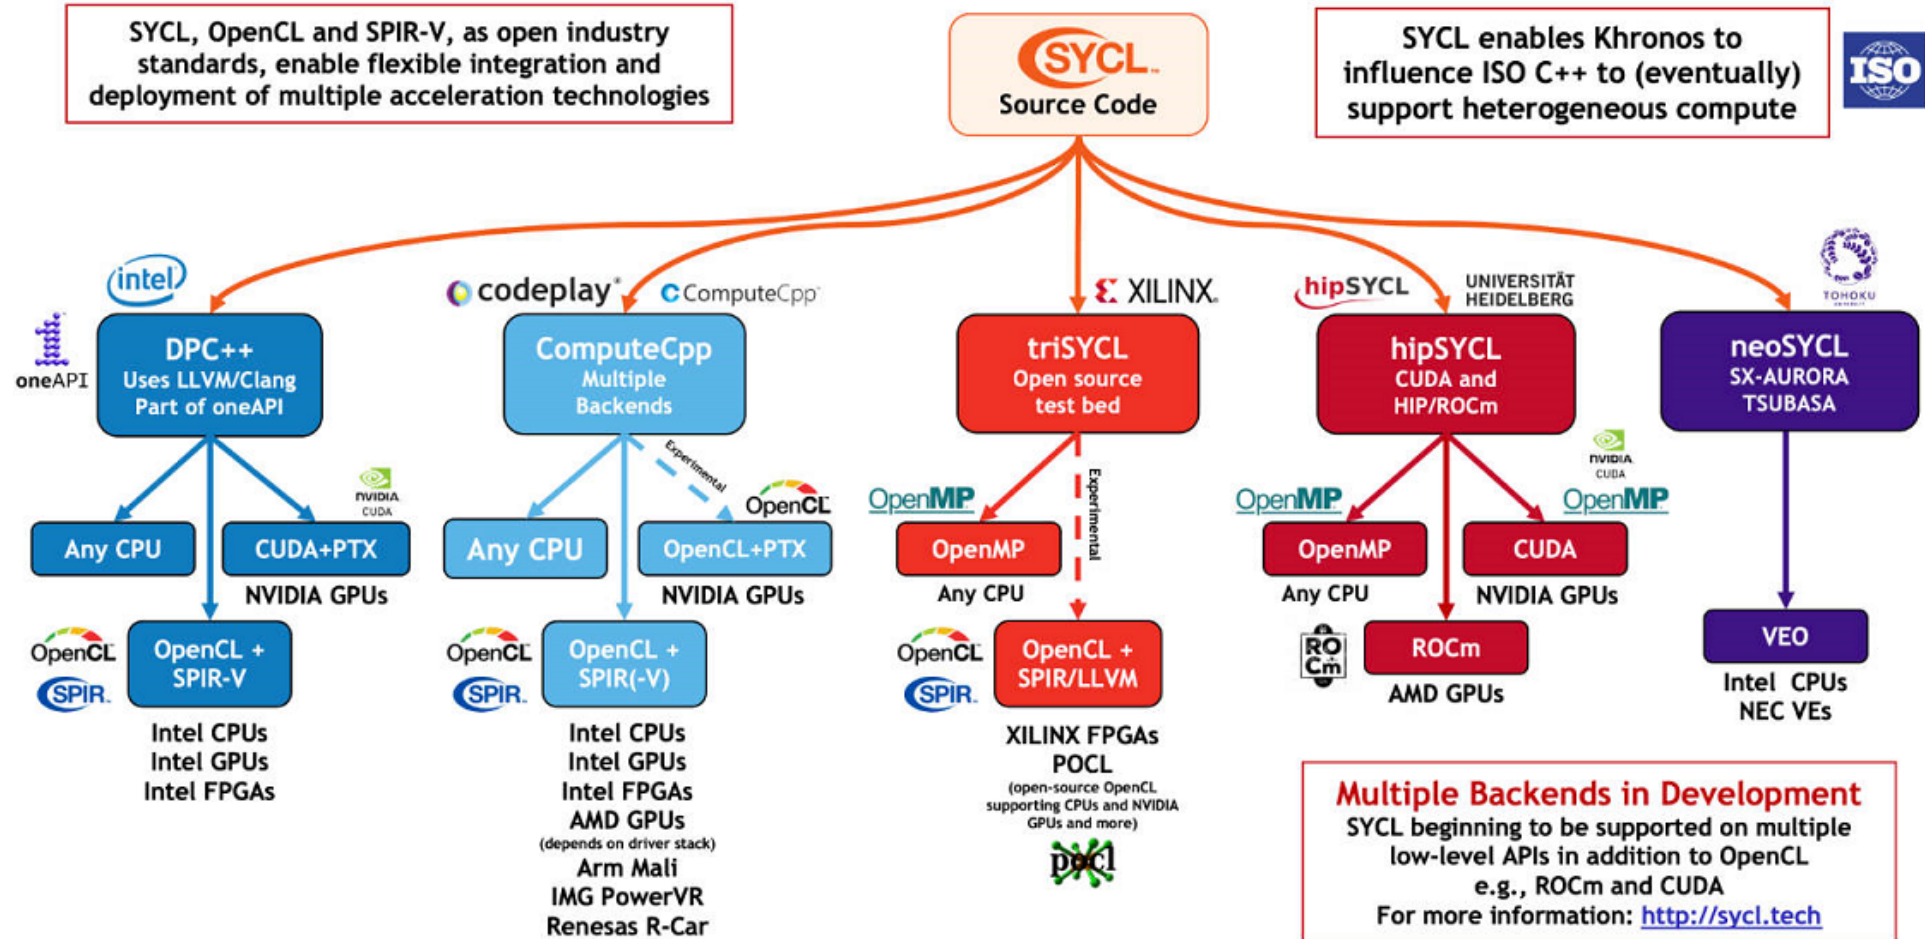 SYCL, OpenCL and SPIR-V, as open industry
standards, enable flexible integration and
deployment of multiple acceleration technologies
SYCL™
Source Code
SYCL enables Khronos to
influence ISO C++ to (eventually)
support heterogeneous compute
ISO
intel
oneAPI
DPC++
Uses LLVM/Clang
Part of oneAPI
Any CPU
NVIDIA
CUDA
CUDA+PTX
NVIDIA GPUs
OpenCL
SPIR™
OpenCL +
SPIR-V
Intel CPUs
Intel GPUs
Intel FPGAs
codeplay®
ComputeCpp™
ComputeCpp
Multiple
Backends
Experimental
Any CPU
OpenCL
OpenCL+PTX
NVIDIA GPUs
OpenCL
SPIR™
OpenCL +
SPIR(-V)
Intel CPUs
Intel GPUs
Intel FPGAs
AMD GPUs
(depends on driver stack)
Arm Mali
IMG PowerVR
Renesas R-Car
XILINX®
triSYCL
Open source
test bed
Experimental
OpenMP
OpenMP
Any CPU
OpenCL
SPIR™
OpenCL +
SPIR/LLVM
XILINX FPGAs
POCL
(open-source OpenCL
supporting CPUs and NVIDIA
GPUs and more)
pocl
hipSYCL
UNIVERSITÄT
HEIDELBERG
hipSYCL
CUDA and
HIP/ROCm
OpenMP
OpenMP
Any CPU
NVIDIA
CUDA
OpenMP
CUDA
NVIDIA GPUs
ROCm
ROCm
AMD GPUs
TOHOKU
UNIVERSITY
neoSYCL
SX-AURORA
TSUBASA
VEO
Intel CPUs
NEC VEs
Multiple Backends in Development
SYCL beginning to be supported on multiple
low-level APIs in addition to OpenCL
e.g., ROCm and CUDA
For more information: http://sycl.tech